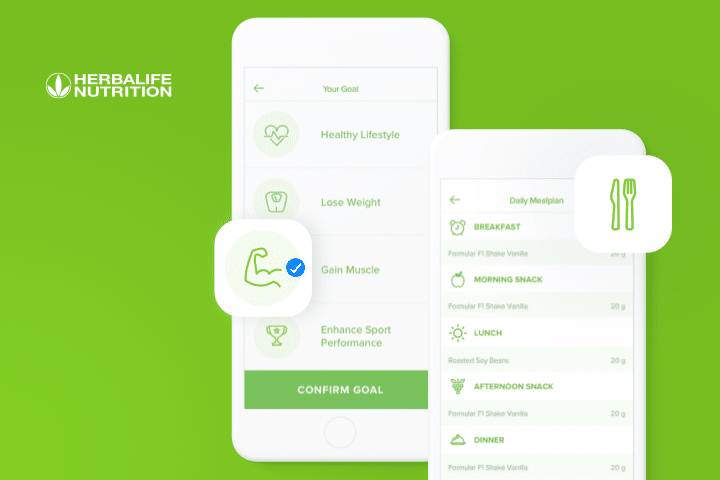 HERBALIFE
NUTRITION
Your Goal
Healthy Lifestyle
Lose Weight
Gain Muscle
Enhance Sport
Performance
CONFIRM GOAL
Daily Mealplan
BREAKFAST
Formular F1 Shake Vanilla 20 g
MORNING SNACK
Formular F1 Shake Vanilla 20 g
LUNCH
Roasted Soy Beans 20 g
AFTERNOON SNACK
Formular F1 Shake Vanilla 20 g
DINNER
Formular F1 Shake Vanilla 20 g